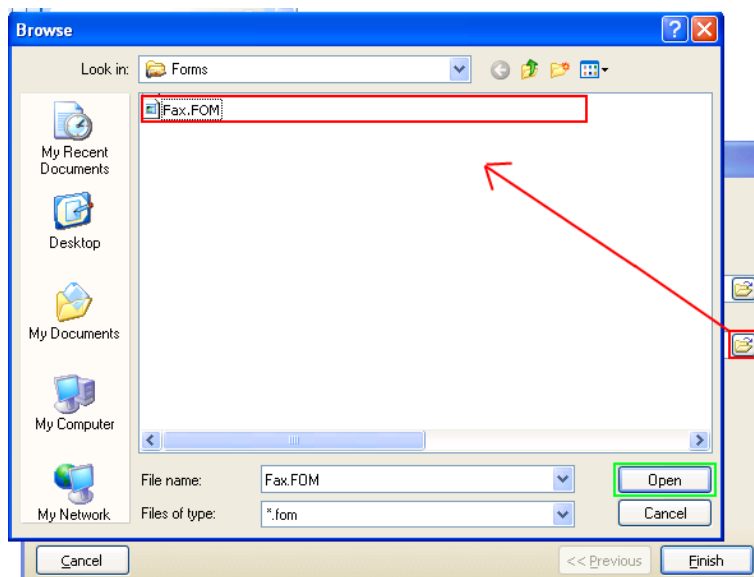 Browse
Look in: Forms
Fax.FOM
My Recent
Documents
Desktop
My Documents
My Computer
My Network
File name: Fax.FOM Open
Files of type: *.fom Cancel
Cancel << Previous Finish